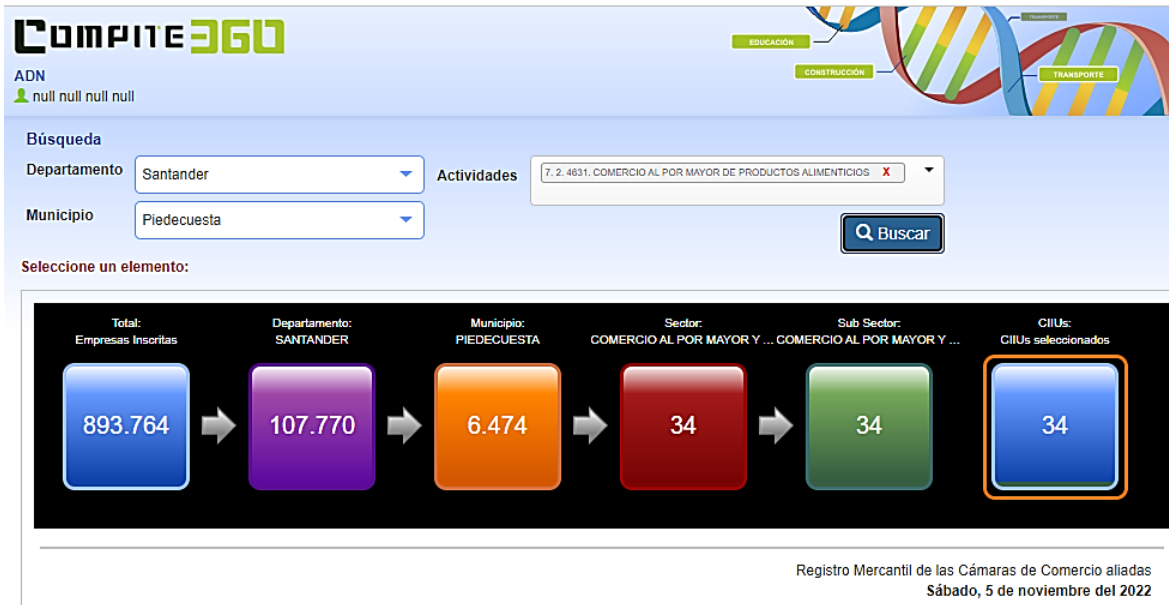 COMPITE360
EDUCACIÓN
TRANSPORTE
CONSTRUCCIÓN
TRANSPORTE
ADN
null null null null
Búsqueda
Departamento
Santander
Actividades
7. 2. 4631. COMERCIO AL POR MAYOR DE PRODUCTOS ALIMENTICIOS X
Municipio
Piedecuesta
Buscar
Seleccione un elemento:
Total:
Empresas Inscritas
Departamento:
SANTANDER
Municipio:
PIEDECUESTA
Sector:
COMERCIO AL POR MAYOR Y ...
Sub Sector:
COMERCIO AL POR MAYOR Y ...
CIIUs:
CIIUs seleccionados
893.764
107.770
6.474
34
34
34
Registro Mercantil de las Cámaras de Comercio aliadas
Sábado, 5 de noviembre del 2022